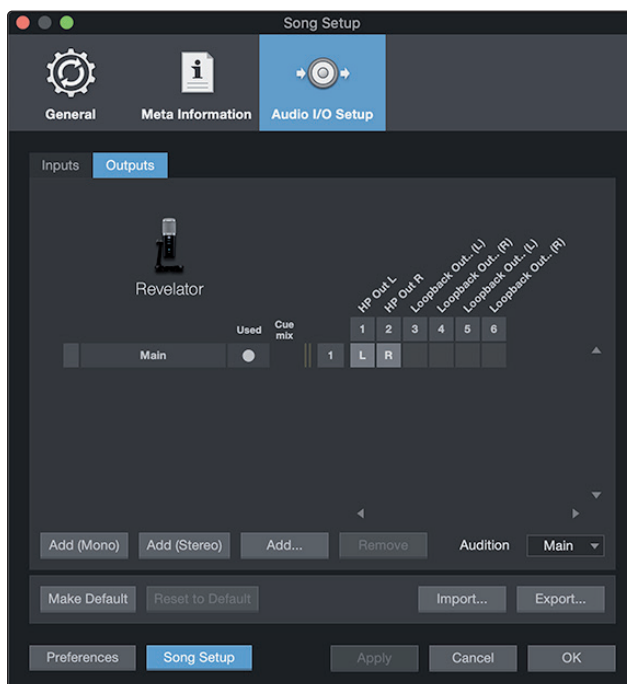 Song Setup
General
Meta Information
Audio I/O Setup
Inputs
Outputs
Revelator
HP Out L
HP Out R
Loopback Out.. (L)
Loopback Out.. (R)
Loopback Out.. (L)
Loopback Out.. (R)
Used
Cue mix
1 2 3 4 5 6
Main
1
L R
Add (Mono)
Add (Stereo)
Add...
Remove
Audition
Main
Make Default
Reset to Default
Import...
Export...
Preferences
Song Setup
Apply
Cancel
OK